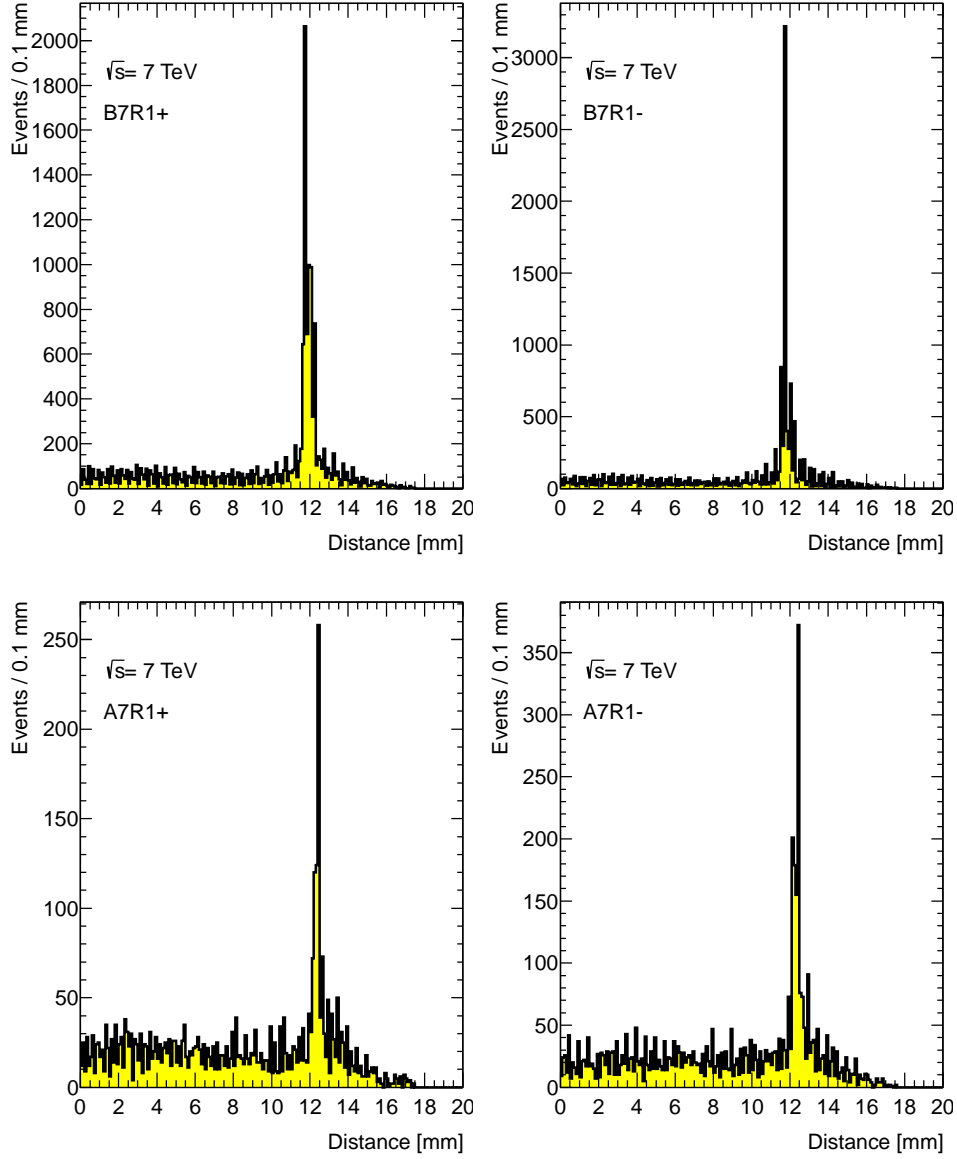 Events / 0.1 mm
2000
1800
1600
1400
1200
1000
800
600
400
200
0
√s= 7 TeV
B7R1+
0 2 4 6 8 10 12 14 16 18 20
Distance [mm]
Events / 0.1 mm
3000
2500
2000
1500
1000
500
0
√s= 7 TeV
B7R1-
0 2 4 6 8 10 12 14 16 18 20
Distance [mm]
Events / 0.1 mm
250
200
150
100
50
0
√s= 7 TeV
A7R1+
0 2 4 6 8 10 12 14 16 18 20
Distance [mm]
Events / 0.1 mm
350
300
250
200
150
100
50
0
√s= 7 TeV
A7R1-
0 2 4 6 8 10 12 14 16 18 20
Distance [mm]